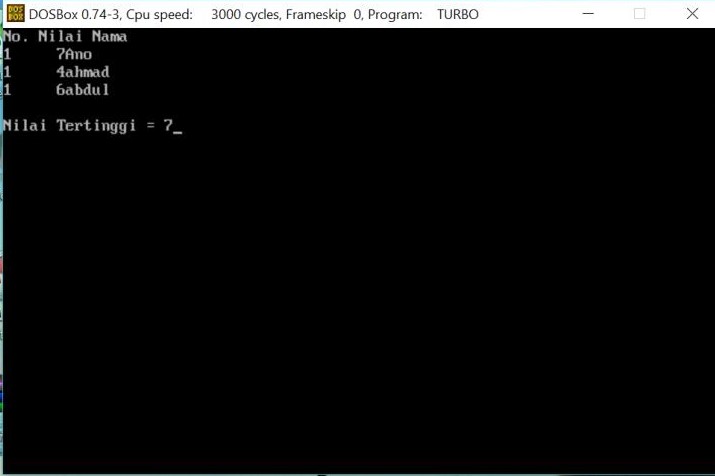 DOSBox 0.74-3, Cpu speed: 3000 cycles, Frameskip 0, Program: TURBO
No. Nilai Nama
1 7Ano
1 4ahmad
1 6abdul
Nilai Tertinggi = 7_